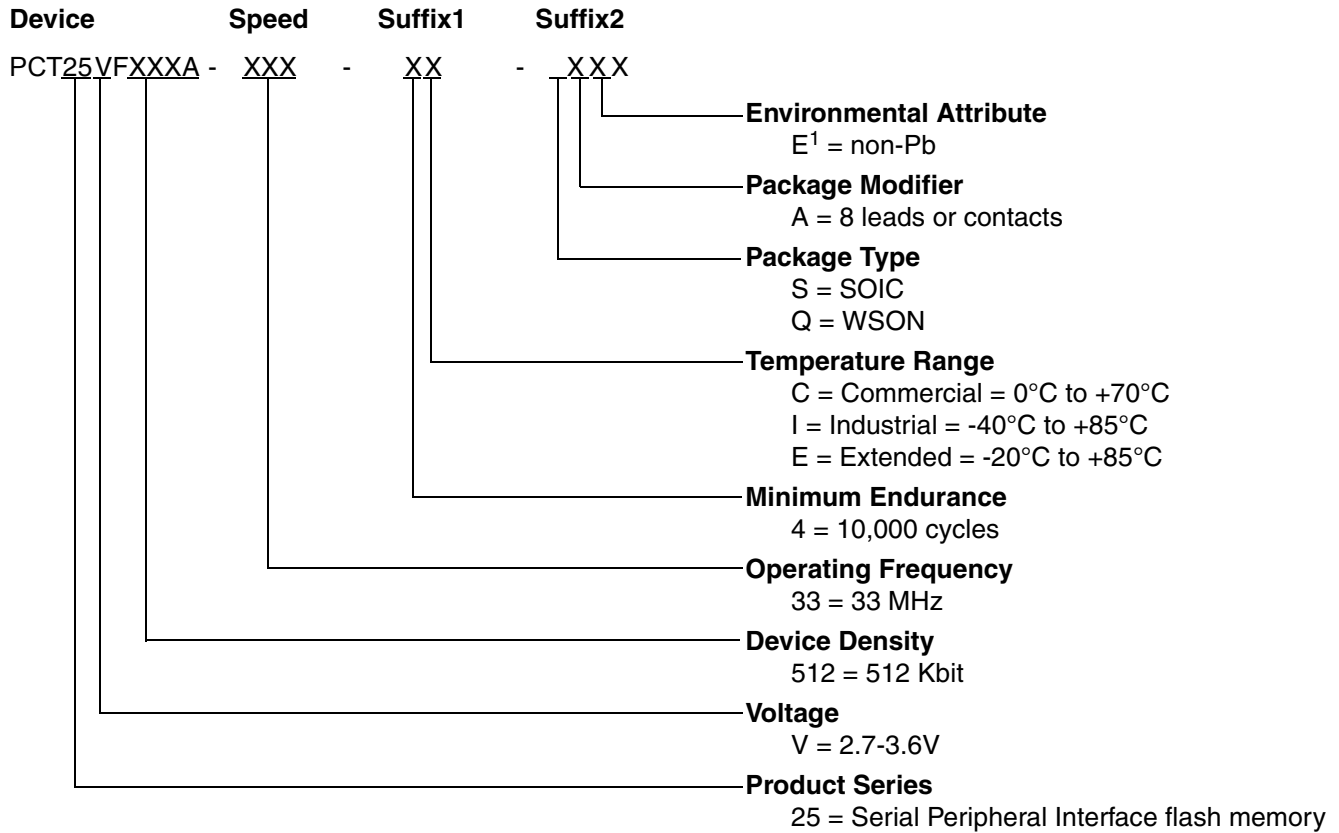 Device Speed Suffix1 Suffix2
PCT25VFXXXA - XXX - XX - _XXX
Environmental Attribute
E¹ = non-Pb
Package Modifier
A = 8 leads or contacts
Package Type
S = SOIC
Q = WSON
Temperature Range
C = Commercial = 0°C to +70°C
I = Industrial = -40°C to +85°C
E = Extended = -20°C to +85°C
Minimum Endurance
4 = 10,000 cycles
Operating Frequency
33 = 33 MHz
Device Density
512 = 512 Kbit
Voltage
V = 2.7-3.6V
Product Series
25 = Serial Peripheral Interface flash memory